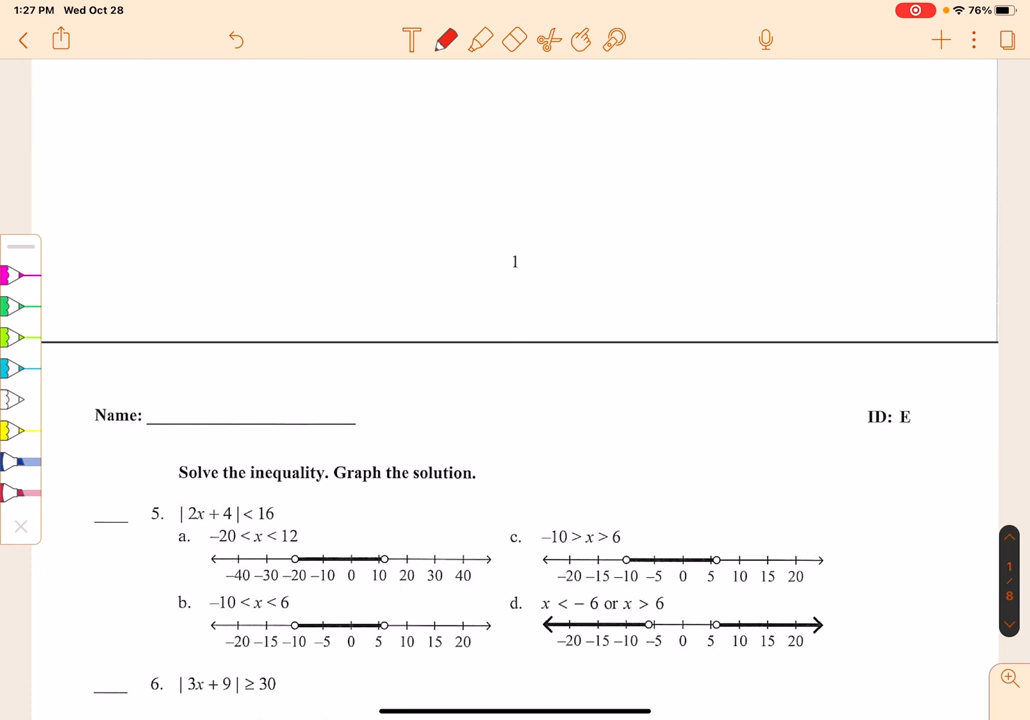 1:27 PM Wed Oct 28
76%
T
1
Name:
ID: E
Solve the inequality. Graph the solution.
5. | 2x + 4 | < 16
a. –20 < x < 12
–40 –30 –20 –10 0 10 20 30 40
b. –10 < x < 6
–20 –15 –10 –5 0 5 10 15 20
c. –10 > x > 6
–20 –15 –10 –5 0 5 10 15 20
d. x < – 6 or x > 6
–20 –15 –10 –5 0 5 10 15 20
6. | 3x + 9 | ≥ 30
1
/
8